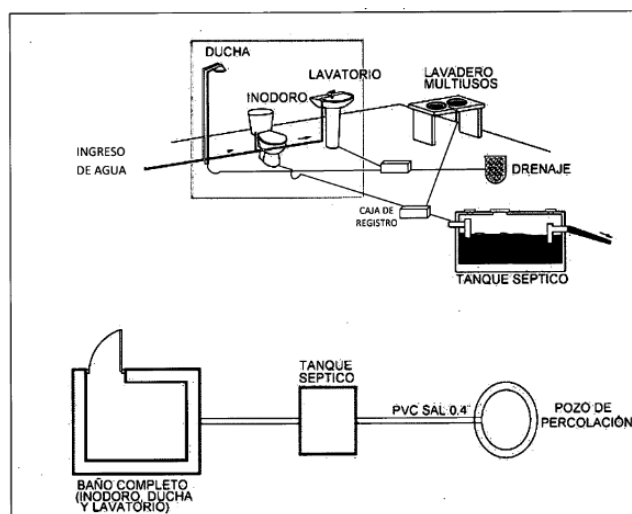 DUCHA
LAVATORIO
LAVADERO
MULTIUSOS
INODORO
INGRESO
DE AGUA
DRENAJE
CAJA DE
REGISTRO
TANQUE SEPTICO
TANQUE
SEPTICO
PVC SAL 0.4
POZO DE
PERCOLACIÓN
BAÑO COMPLETO
(INODORO, DUCHA
Y LAVATORIO)